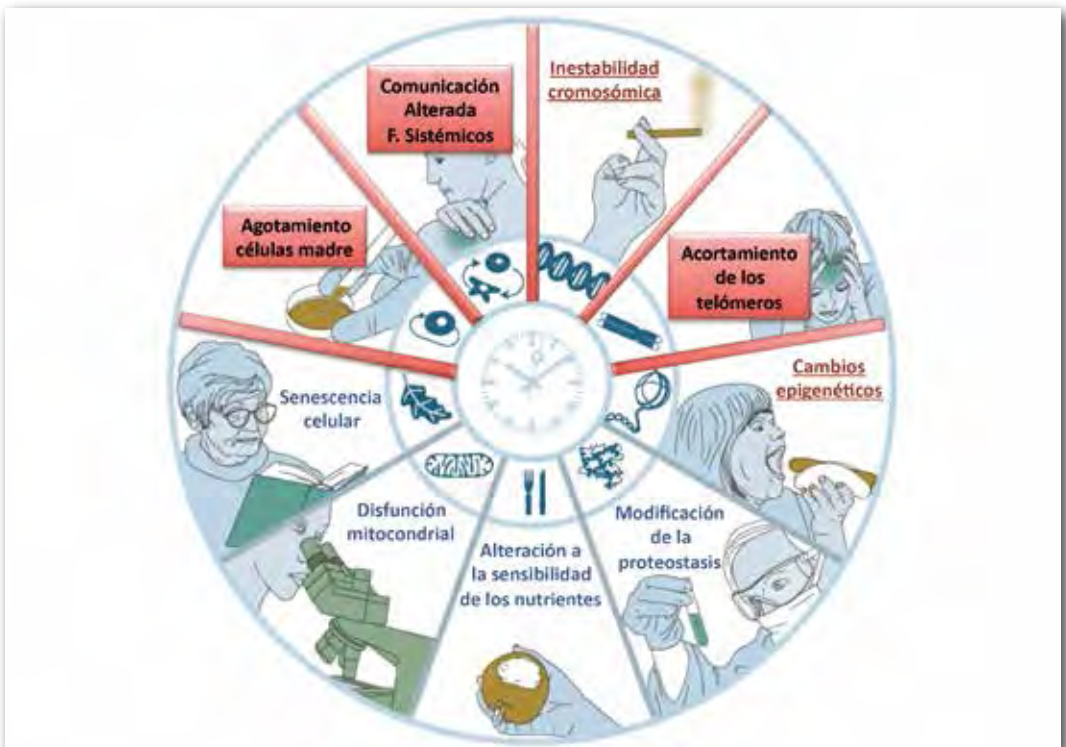 Inestabilidad
cromosómica
Comunicación
Alterada
F. Sistémicos
Agotamiento
células madre
Acortamiento
de los
telómeros
Cambios
epigenéticos
Senescencia
celular
Disfunción
mitocondrial
Alteración a
la sensibilidad
de los nutrientes
Modificación
de la
proteostasis